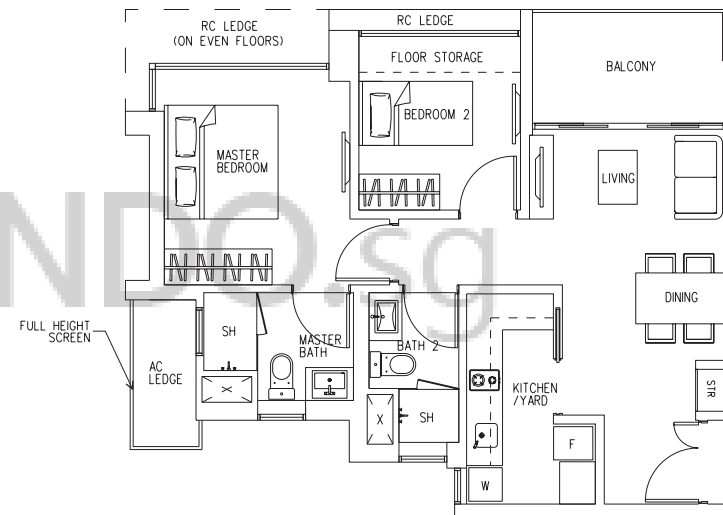 RC LEDGE
(ON EVEN FLOORS)
RC LEDGE
FLOOR STORAGE
BALCONY
BEDROOM 2
MASTER
BEDROOM
LIVING
NDO.sg
DINING
FULL HEIGHT
SCREEN
SH
MASTER
BATH
BATH 2
AC
LEDGE
X
KITCHEN
/YARD
STR
X
SH
F
W